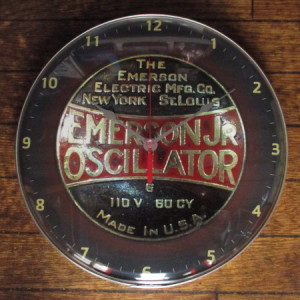 12
11 1
THE
EMERSON
10 ELECTRIC MFG. CO. 2
NEW YORK ST. LOUIS
EMERSON JR
9 3
OSCILLATOR
8 110 V 60 CY 4
MADE IN U.S.A.
7 5
6